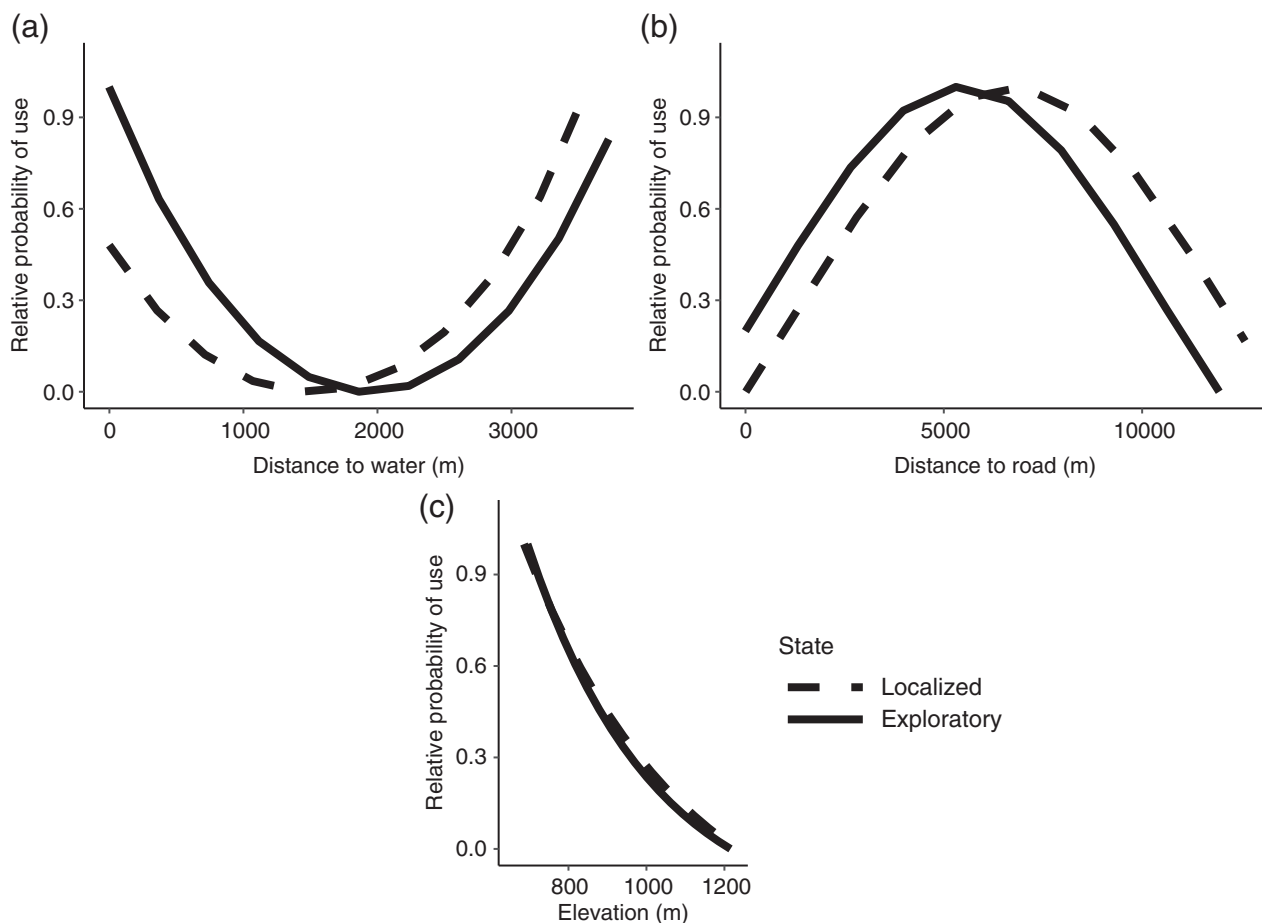 (a)
Relative probability of use
0.9
0.6
0.3
0.0
0 1000 2000 3000
Distance to water (m)
(b)
Relative probability of use
0.9
0.6
0.3
0.0
0 5000 10000
Distance to road (m)
(c)
Relative probability of use
0.9
0.6
0.3
0.0
800 1000 1200
Elevation (m)
State
Localized
Exploratory